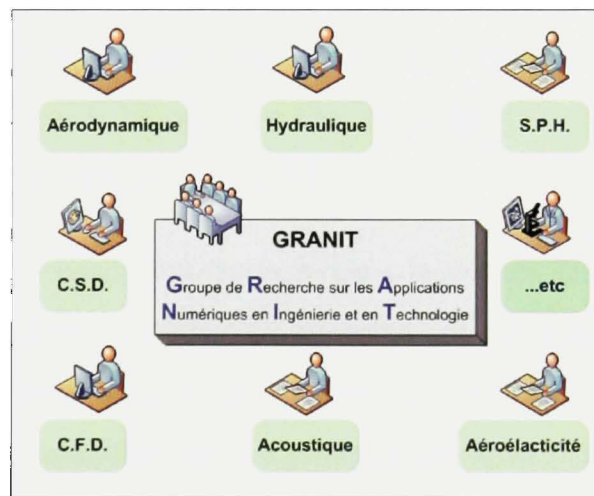 Aérodynamique
Hydraulique
S.P.H.
C.S.D.
GRANIT
Groupe de Recherche sur les Applications
Numériques en Ingénierie et en Technologie
...etc
C.F.D.
Acoustique
Aéroélacticité